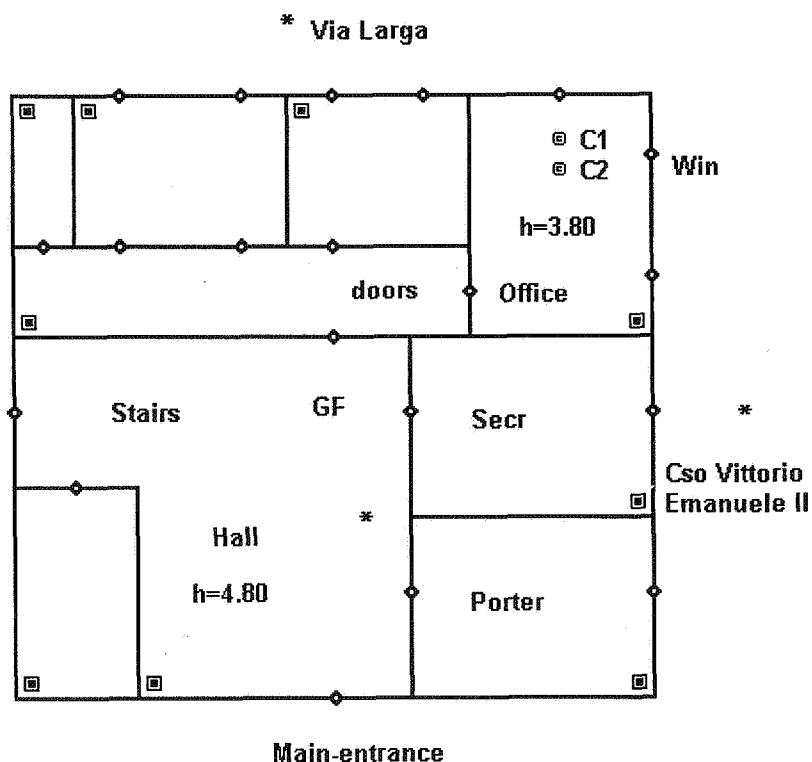 * Via Larga
C1
C2
Win
h=3.80
doors
Office
Stairs
GF
Secr
*
Cso Vittorio
Emanuele II
*
Hall
h=4.80
Porter
Main-entrance